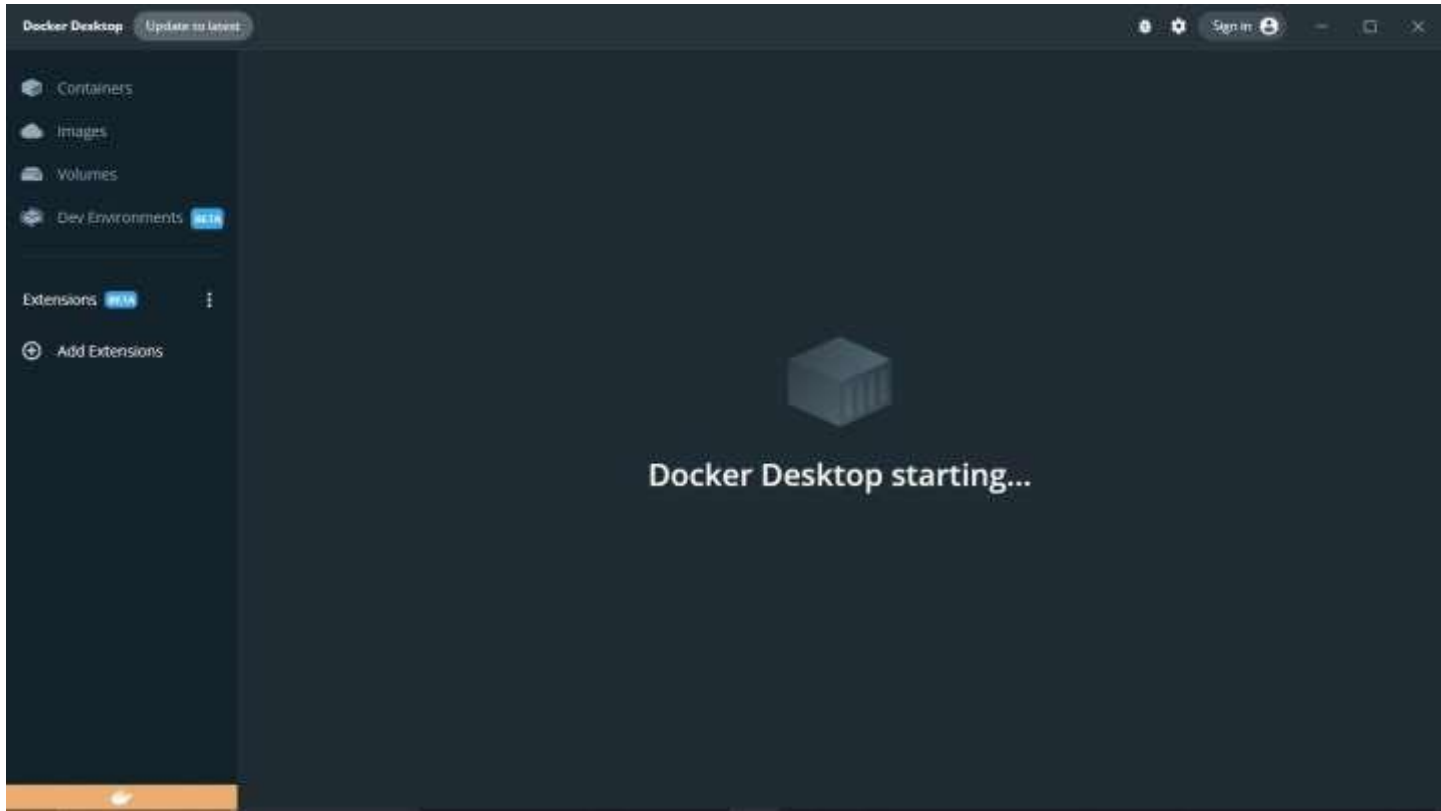 Docker Desktop Update to latest Sign in
Containers
Images
Volumes
Dev Environments BETA
Extensions BETA
Add Extensions
Docker Desktop starting...